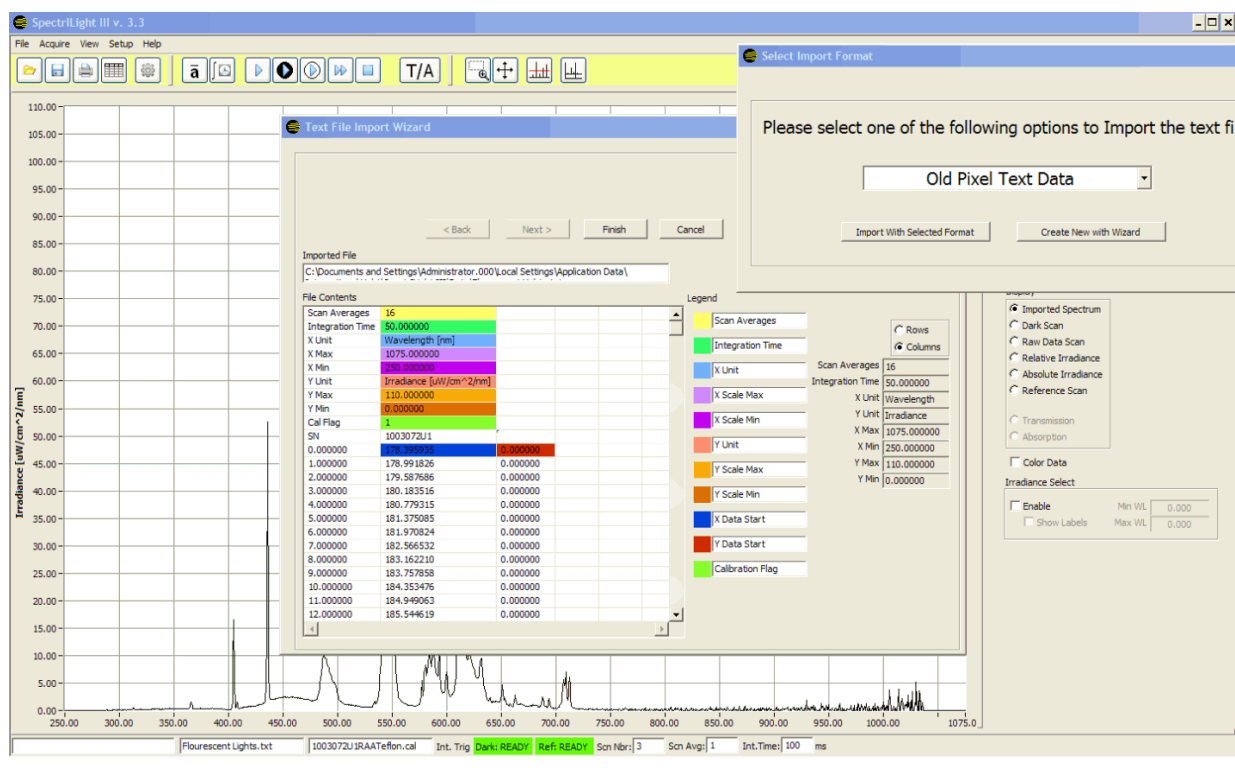 SpectrILight III v. 3.3
File Acquire View Setup Help
ā
T/A
Select Import Format
Please select one of the following options to Import the text fi
Old Pixel Text Data
Import With Selected Format
Create New with Wizard
Text File Import Wizard
< Back
Next >
Finish
Cancel
Imported File
C:\Documents and Settings\Administrator.000\Local Settings\Application Data\
File Contents
Scan Averages 16
Integration Time 50.000000
X Unit Wavelength [nm]
X Max 1075.000000
X Min 250.000000
Y Unit Irradiance [uW/cm^2/nm]
Y Max 110.000000
Y Min 0.000000
Cal Flag 1
SN 1003072U1
0.000000 178.395935 0.000000
1.000000 178.991826 0.000000
2.000000 179.587686 0.000000
3.000000 180.183516 0.000000
4.000000 180.779315 0.000000
5.000000 181.375085 0.000000
6.000000 181.970824 0.000000
7.000000 182.566532 0.000000
8.000000 183.162210 0.000000
9.000000 183.757858 0.000000
10.000000 184.353476 0.000000
11.000000 184.949063 0.000000
12.000000 185.544619 0.000000
Legend
Scan Averages
Integration Time
X Unit
X Scale Max
X Scale Min
Y Unit
Y Scale Max
Y Scale Min
X Data Start
Y Data Start
Calibration Flag
Rows
Columns
Scan Averages 16
Integration Time 50.000000
X Unit Wavelength
Y Unit Irradiance
X Max 1075.000000
X Min 250.000000
Y Max 110.000000
Y Min 0.000000
Display
Imported Spectrum
Dark Scan
Raw Data Scan
Relative Irradiance
Absolute Irradiance
Reference Scan
Transmission
Absorption
Color Data
Irradiance Select
Enable
Show Labels
Min WL 0.000
Max WL 0.000
Irradiance [uW/cm^2/nm]
110.00
105.00
100.00
95.00
90.00
85.00
80.00
75.00
70.00
65.00
60.00
55.00
50.00
45.00
40.00
35.00
30.00
25.00
20.00
15.00
10.00
5.00
0.00
250.00 300.00 350.00 400.00 450.00 500.00 550.00 600.00 650.00 700.00 750.00 800.00 850.00 900.00 950.00 1000.00 1075.0
Flourescent Lights.txt 1003072U1RAATeflon.cal Int. Trig Dark: READY Ref: READY Scn Nbr: 3 Scn Avg: 1 Int.Time: 100 ms